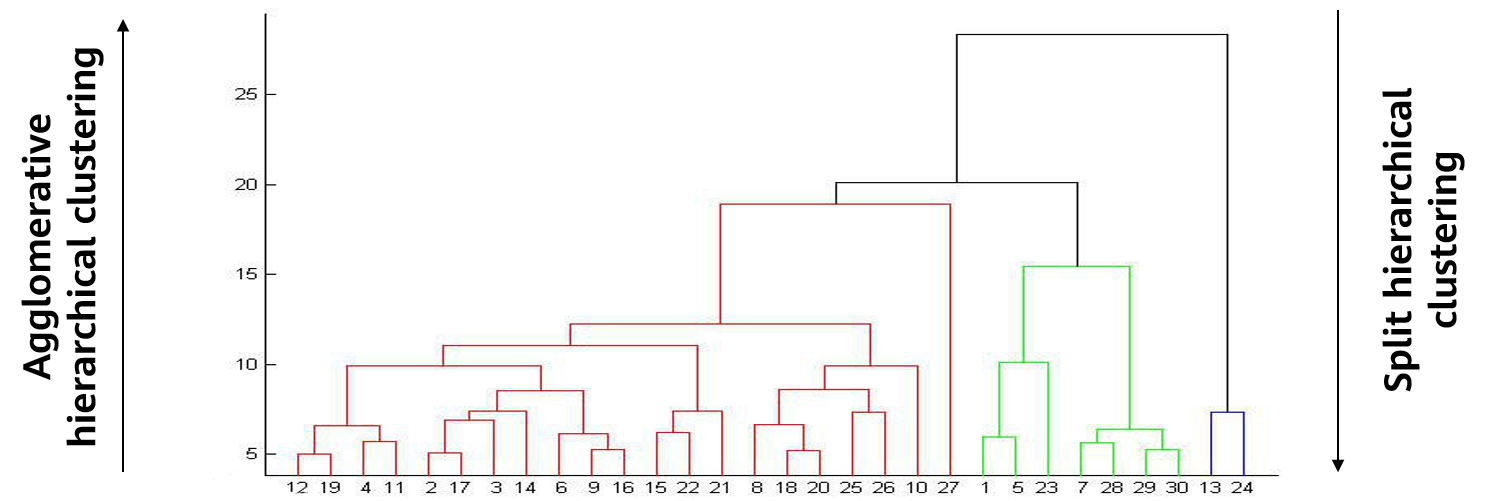 Agglomerative
hierarchical clustering
25
20
15
10
5
12 19 4 11 2 17 3 14 6 9 16 15 22 21 8 18 20 25 26 10 27 1 5 23 7 28 29 30 13 24
Split hierarchical
clustering